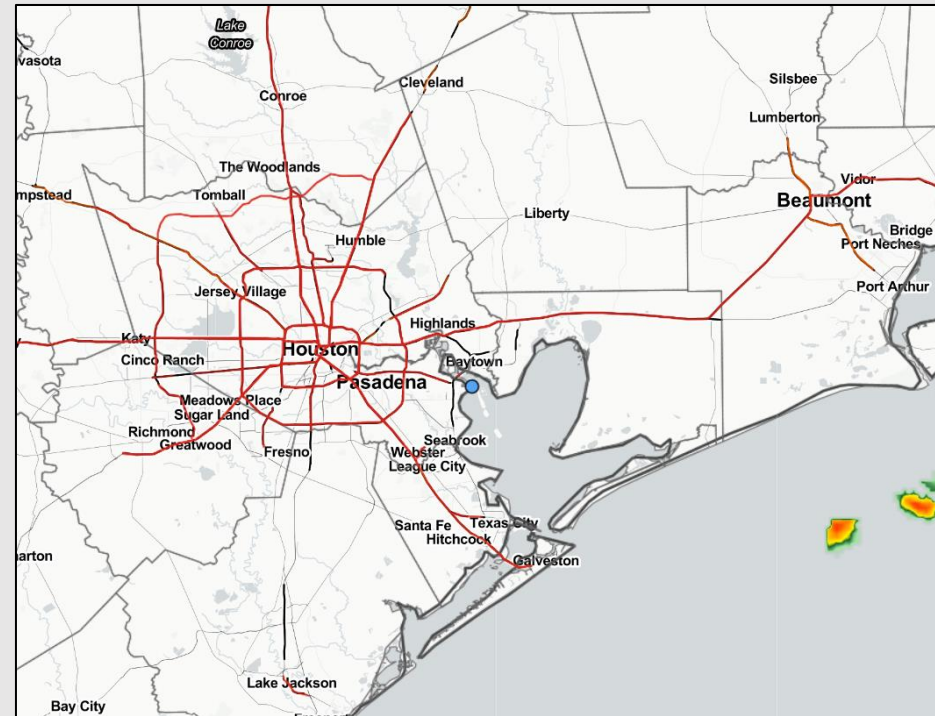 Lake
Conroe
vasota
Cleveland
Silsbee
Conroe
Lumberton
The Woodlands
Vidor
mpstead
Tomball
Beaumont
Liberty
Bridge
Humble
Port Neches
Port Arthur
Jersey Village
Highlands
Katy
Houston
Cinco Ranch
Baytown
Pasadena
Meadows Place
Sugar Land
Richmond
Greatwood
Fresno
Seabrook
Webster
League City
Santa Fe
Texas City
Hitchcock
harton
Galveston
Lake Jackson
Bay City